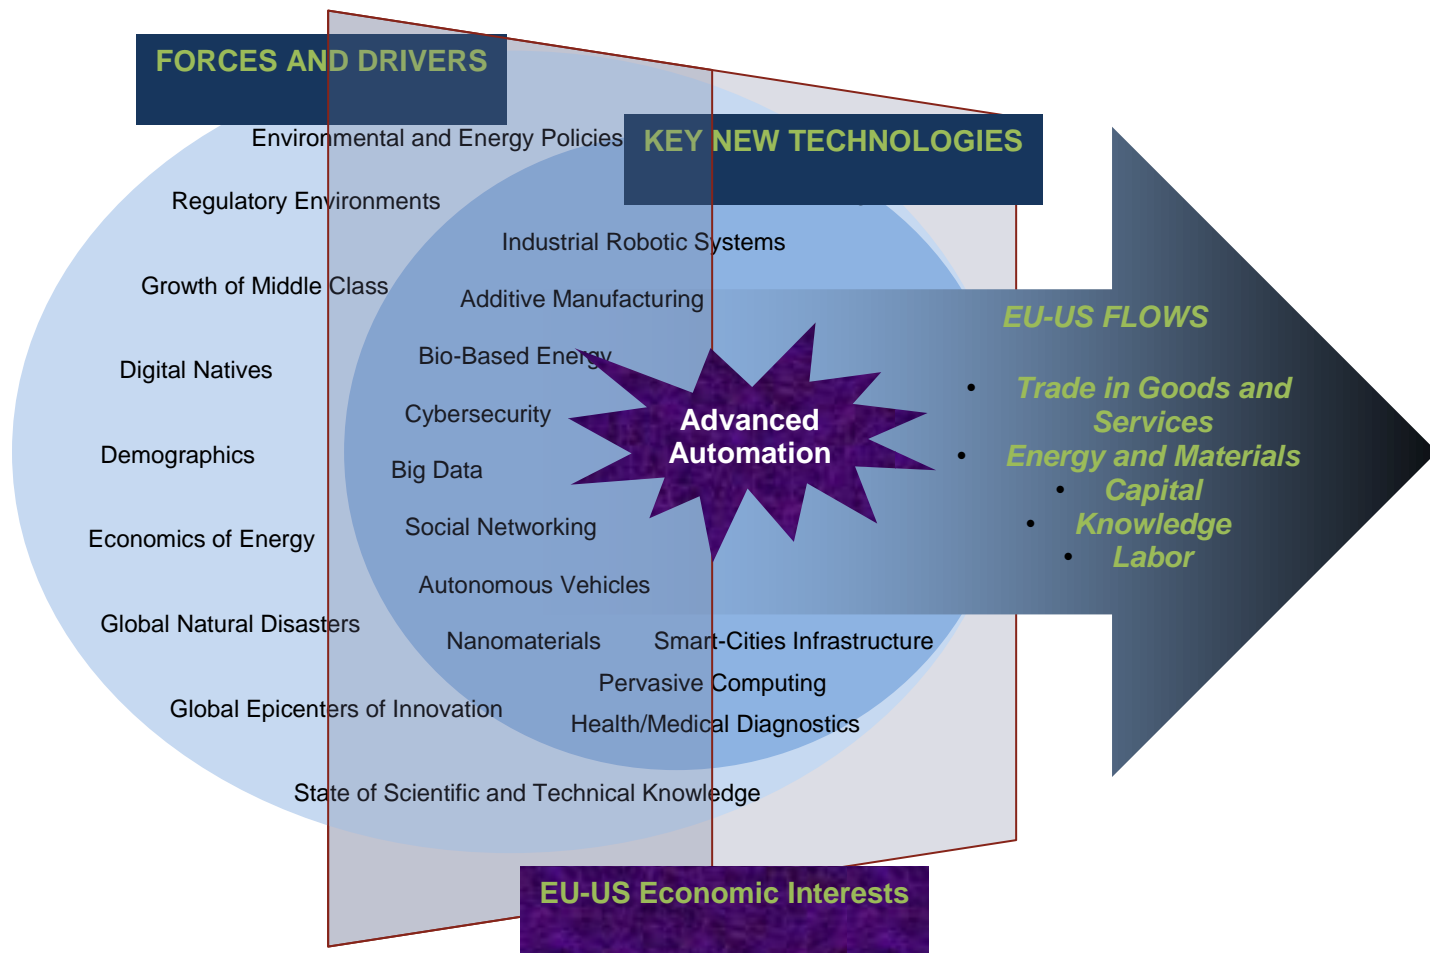 FORCES AND DRIVERS
Environmental and Energy Policies
Regulatory Environments
Growth of Middle Class
Digital Natives
Demographics
Economics of Energy
Global Natural Disasters
Global Epicenters of Innovation
State of Scientific and Technical Knowledge
KEY NEW TECHNOLOGIES
Industrial Robotic Systems
Additive Manufacturing
Bio-Based Energy
Cybersecurity
Big Data
Social Networking
Autonomous Vehicles
Nanomaterials
Smart-Cities Infrastructure
Pervasive Computing
Health/Medical Diagnostics
Advanced
Automation
EU-US FLOWS
• Trade in Goods and
Services
• Energy and Materials
• Capital
• Knowledge
• Labor
EU-US Economic Interests